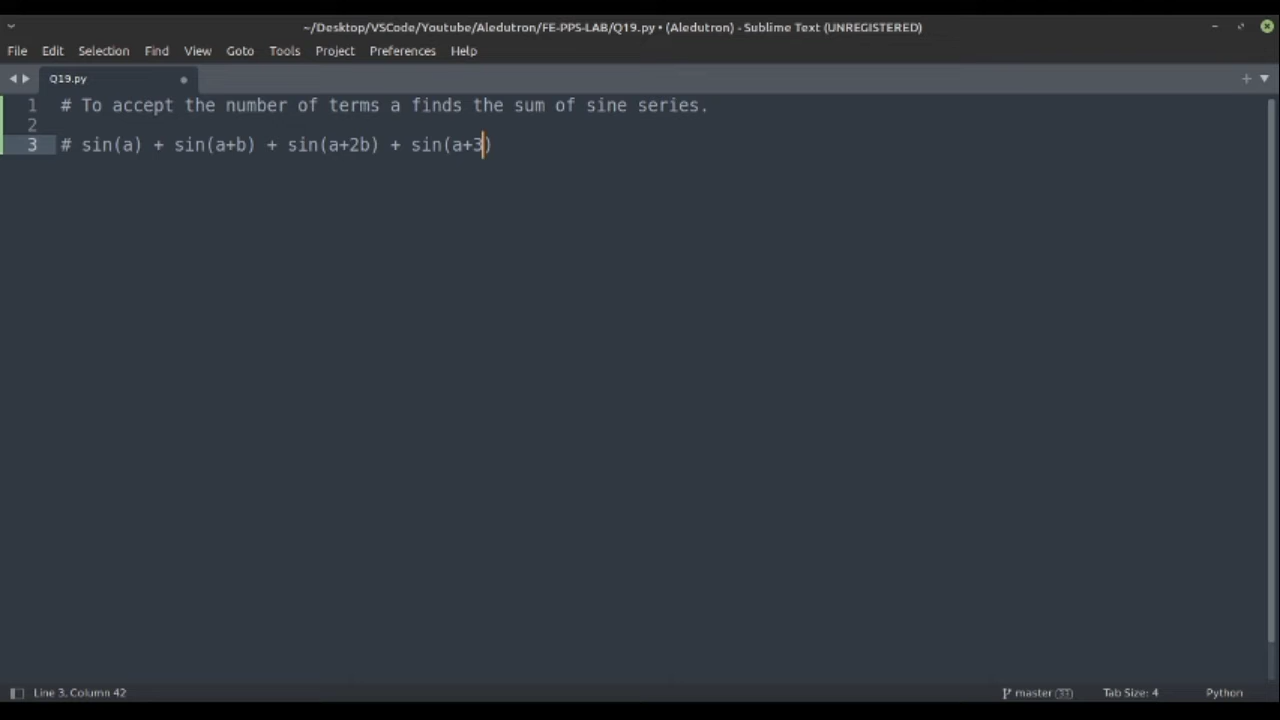 ~/Desktop/VSCode/Youtube/Aledutron/FE-PPS-LAB/Q19.py • (Aledutron) - Sublime Text (UNREGISTERED)
File Edit Selection Find View Goto Tools Project Preferences Help
Q19.py
1 # To accept the number of terms a finds the sum of sine series.
2
3 # sin(a) + sin(a+b) + sin(a+2b) + sin(a+3)
Line 3, Column 42 master 31 Tab Size: 4 Python